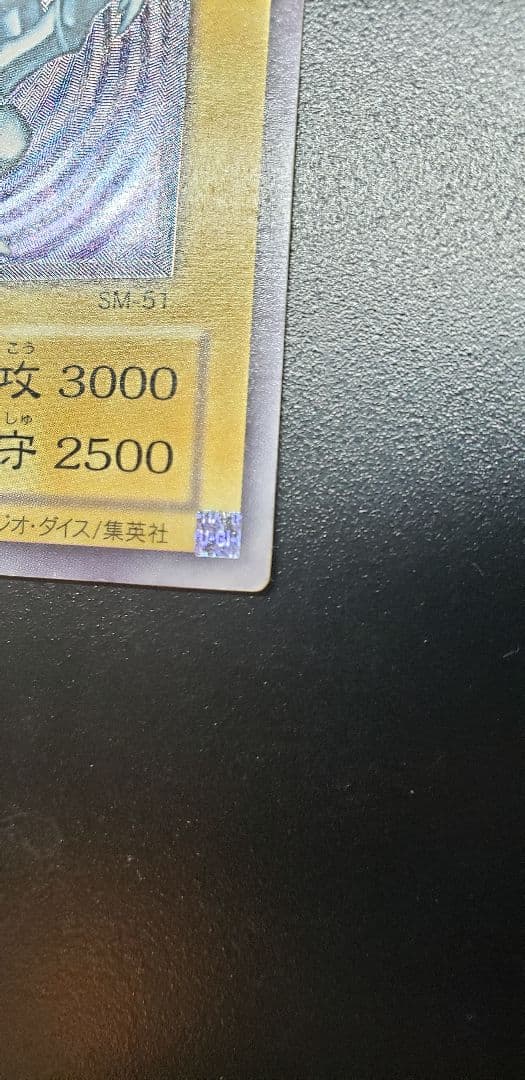 SM-51
こう
攻 3000
しゅ
守 2500
ジオ・ダイス/集英社